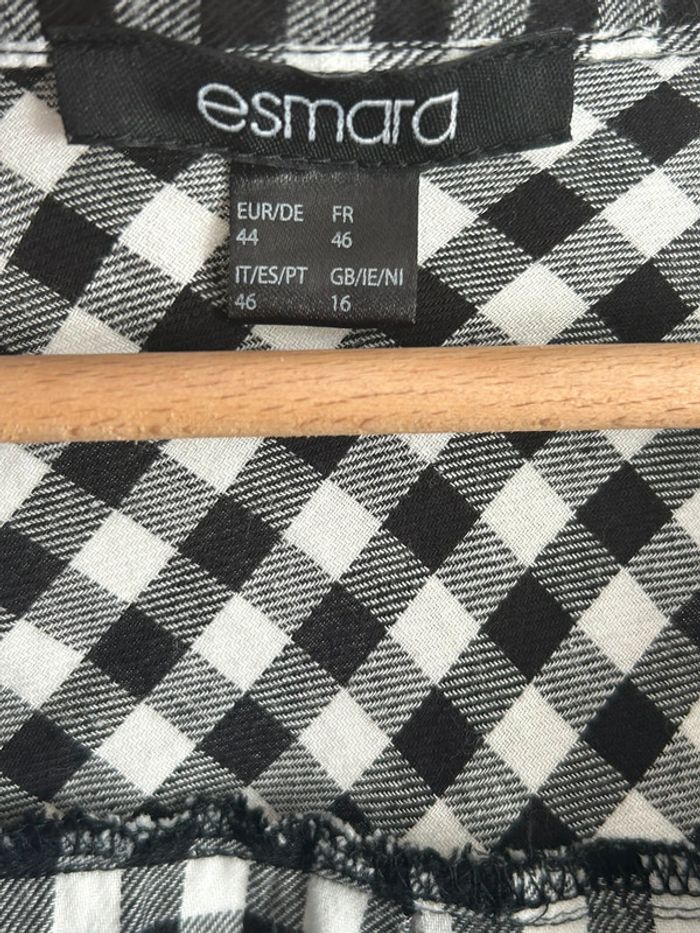 esmara
EUR/DE FR
44 46
IT/ES/PT GB/IE/NI
46 16